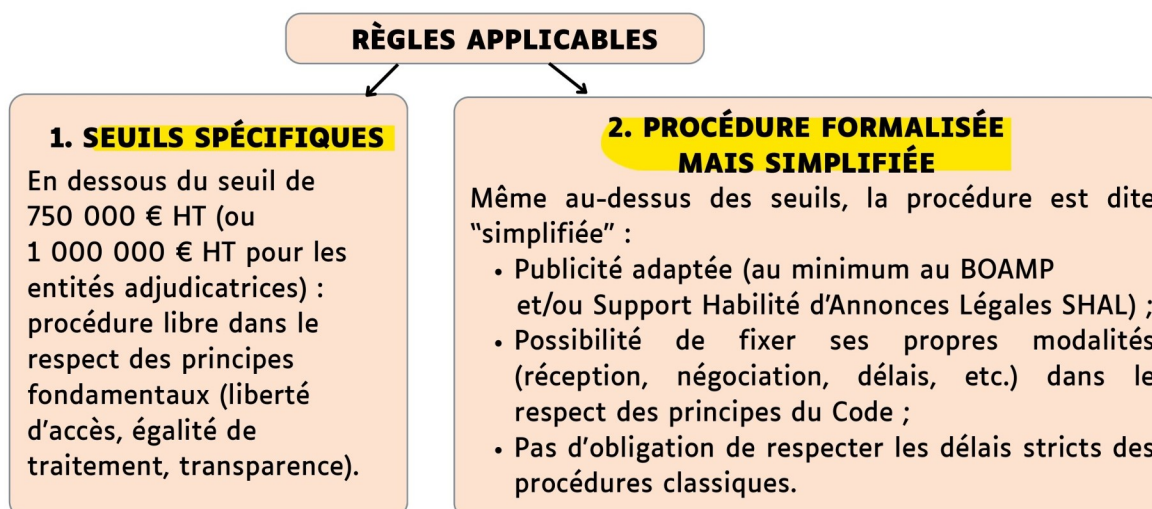 RÈGLES APPLICABLES
1. SEUILS SPÉCIFIQUES
En dessous du seuil de
750 000 € HT (ou
1 000 000 € HT pour les
entités adjudicatrices) :
procédure libre dans le
respect des principes
fondamentaux (liberté
d'accès, égalité de
traitement, transparence).
2. PROCÉDURE FORMALISÉE
MAIS SIMPLIFIÉE
Même au-dessus des seuils, la procédure est dite
"simplifiée" :
• Publicité adaptée (au minimum au BOAMP
et/ou Support Habilité d'Annonces Légales SHAL) ;
• Possibilité de fixer ses propres modalités
(réception, négociation, délais, etc.) dans le
respect des principes du Code ;
• Pas d'obligation de respecter les délais stricts des
procédures classiques.